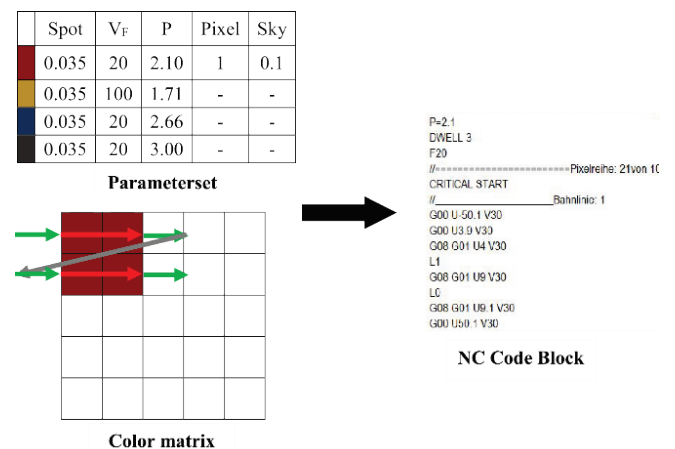 Spot VF P Pixel Sky
0.035 20 2.10 1 0.1
0.035 100 1.71 - -
0.035 20 2.66 - -
0.035 20 3.00 - -
Parameterset
Color matrix
P=2.1
DWELL 3
F20
//========================Pixelreihe: 21von 10
CRITICAL START
//____________________Bahnlinie: 1
G00 U-50.1 V30
G00 U3.9 V30
G08 G01 U4 V30
L1
G08 G01 U9 V30
L0
G08 G01 U9.1 V30
G00 U50.1 V30
NC Code Block